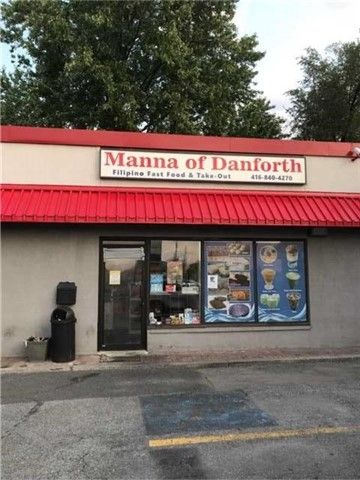 Manna of Danforth
Filipino Fast Food & Take-Out 416-840-4270